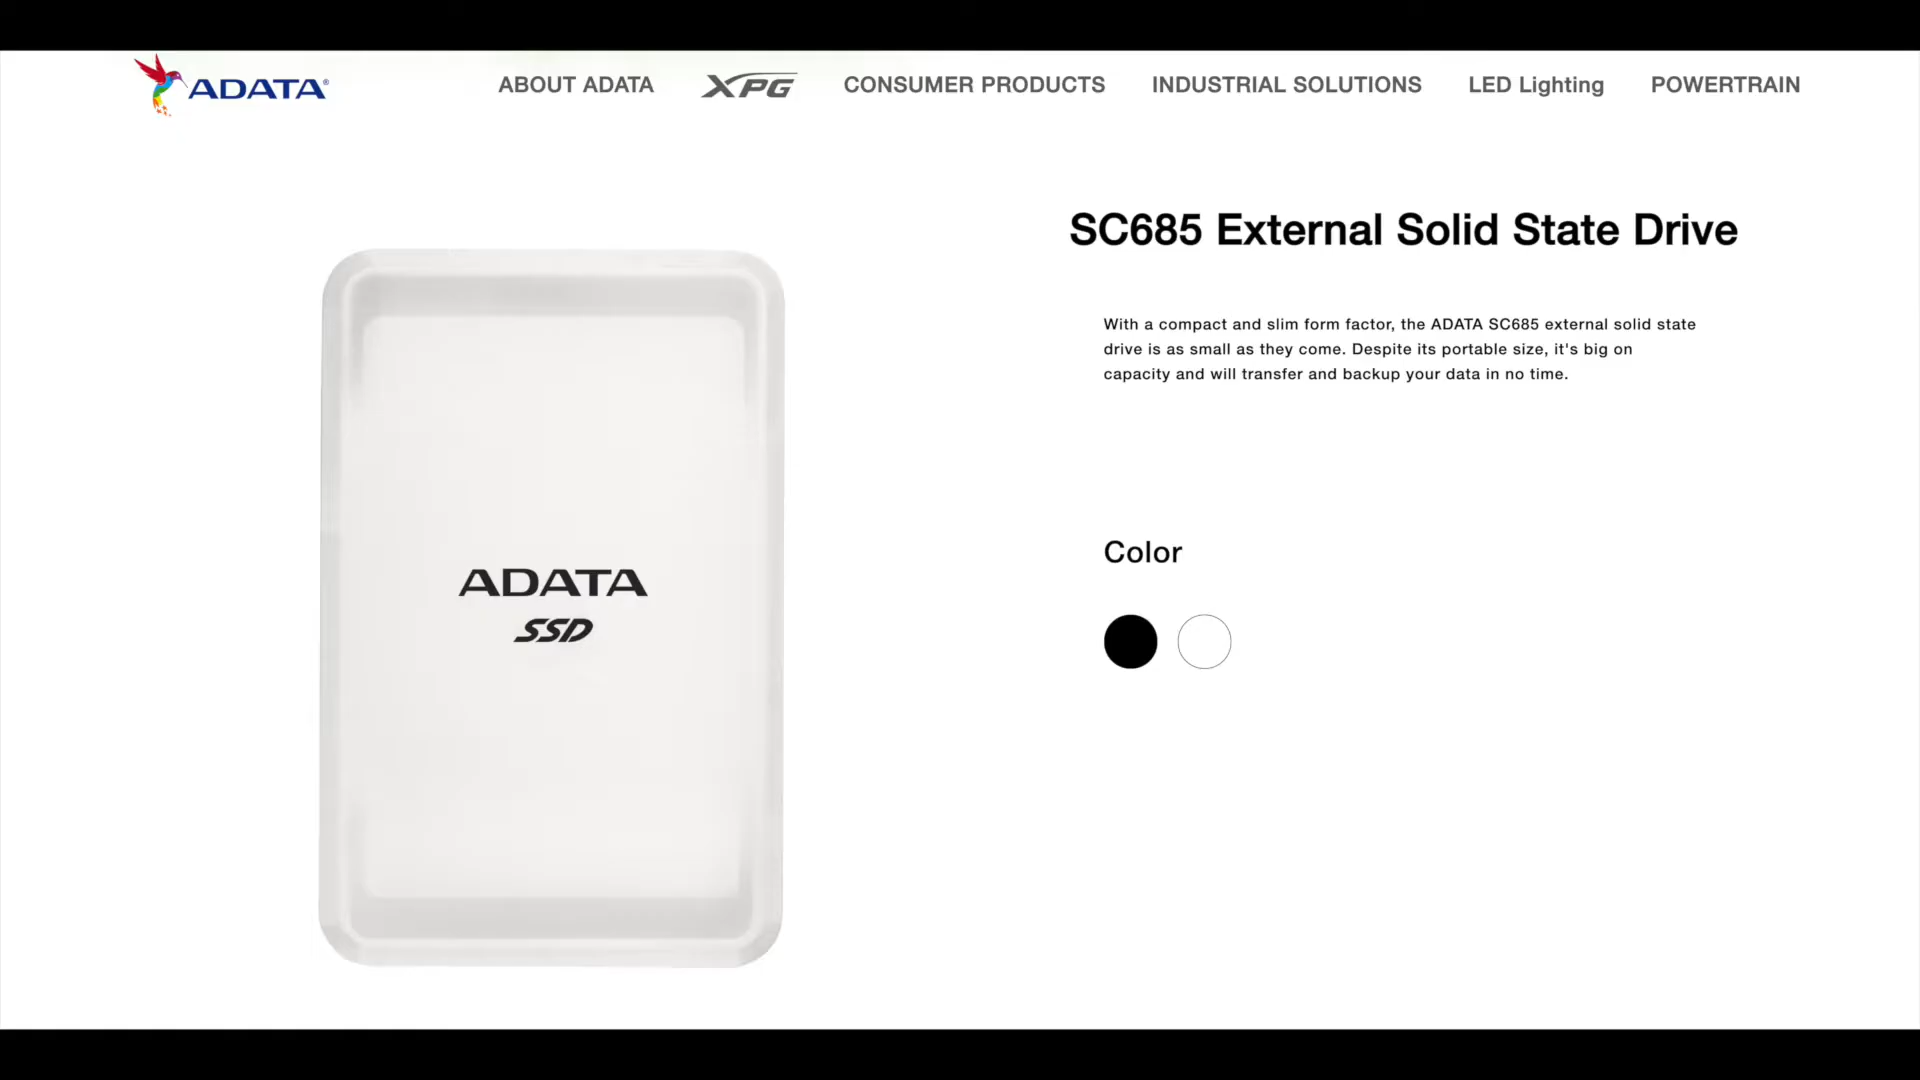 ADATA®
ABOUT ADATA
XPG
CONSUMER PRODUCTS
INDUSTRIAL SOLUTIONS
LED Lighting
POWERTRAIN
SC685 External Solid State Drive
With a compact and slim form factor, the ADATA SC685 external solid state
drive is as small as they come. Despite its portable size, it's big on
capacity and will transfer and backup your data in no time.
Color
ADATA
SSD